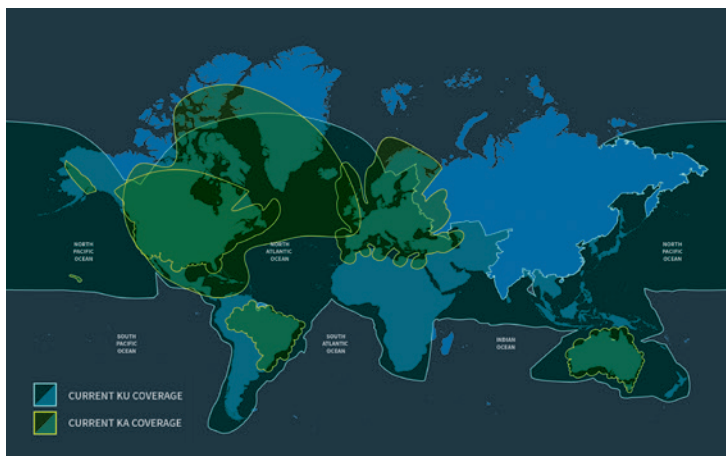 NORTH
PACIFIC
OCEAN
NORTH
ATLANTIC
OCEAN
NORTH
PACIFIC
OCEAN
SOUTH
PACIFIC
OCEAN
SOUTH
ATLANTIC
OCEAN
INDIAN
OCEAN
CURRENT KU COVERAGE
CURRENT KA COVERAGE